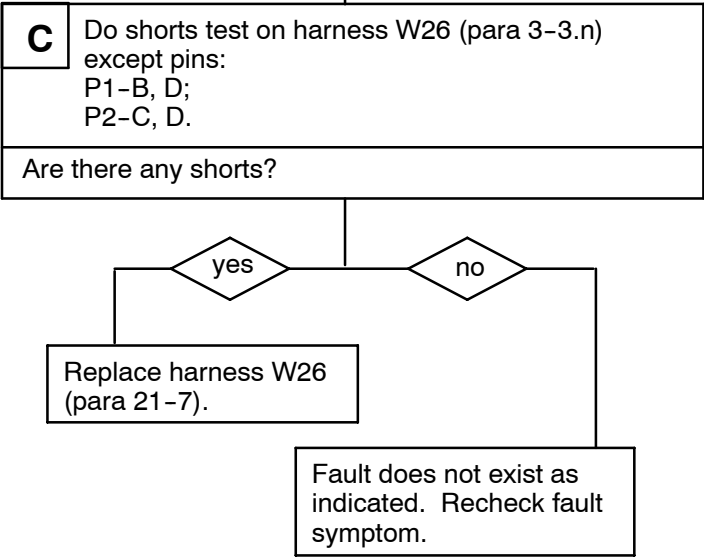 C
Do shorts test on harness W26 (para 3-3.n)
except pins:
P1-B, D;
P2-C, D.
Are there any shorts?
yes
no
Replace harness W26
(para 21-7).
Fault does not exist as
indicated.  Recheck fault
symptom.